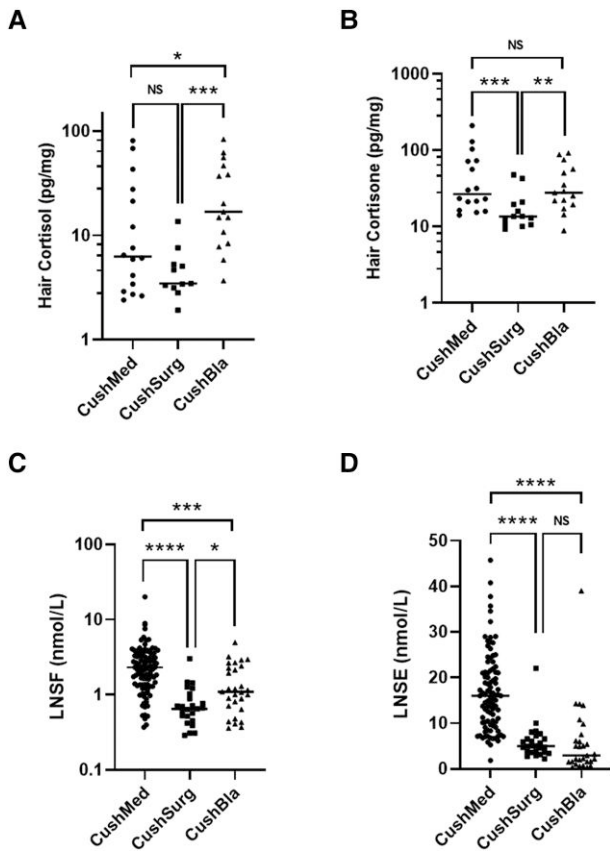 A
*
NS
***
100
10
1
Hair Cortisol (pg/mg)
CushMed
CushSurg
CushBla
B
NS
***
**
1000
100
10
1
Hair Cortisone (pg/mg)
CushMed
CushSurg
CushBla
C
***
****
*
100
10
1
0.1
LNSF (nmol/L)
CushMed
CushSurg
CushBla
D
****
****
NS
50
40
30
20
10
0
LNSE (nmol/L)
CushMed
CushSurg
CushBla